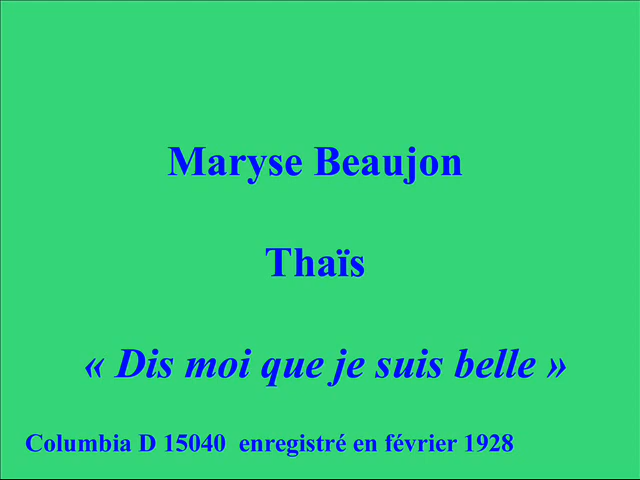 Maryse Beaujon
Thaïs
« Dis moi que je suis belle »
Columbia D 15040 enregistré en février 1928